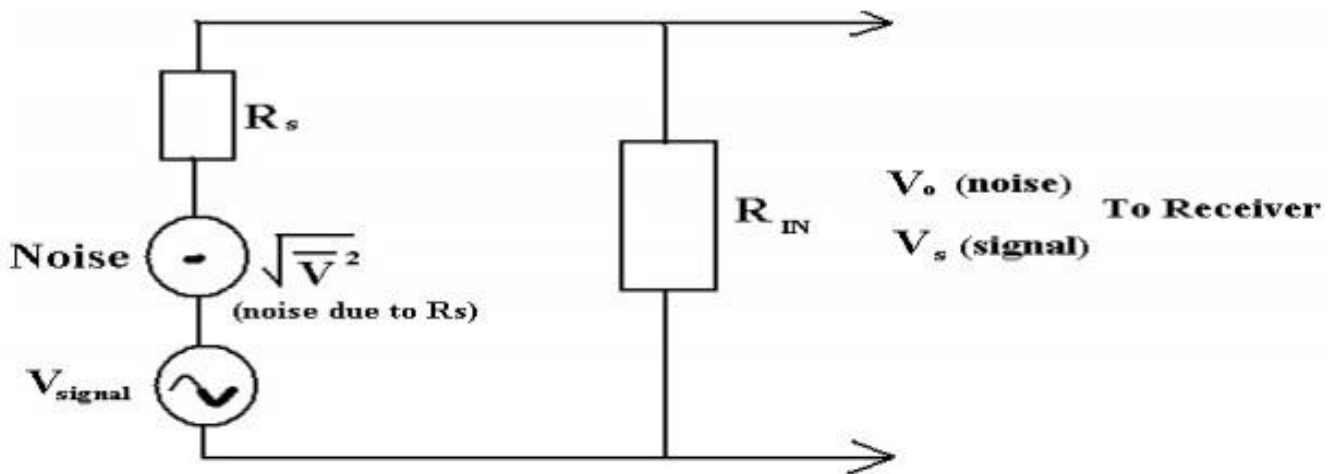 Rs
RIN
Vo (noise)
To Receiver
Vs (signal)
Noise
√V̅²
(noise due to Rs)
Vsignal